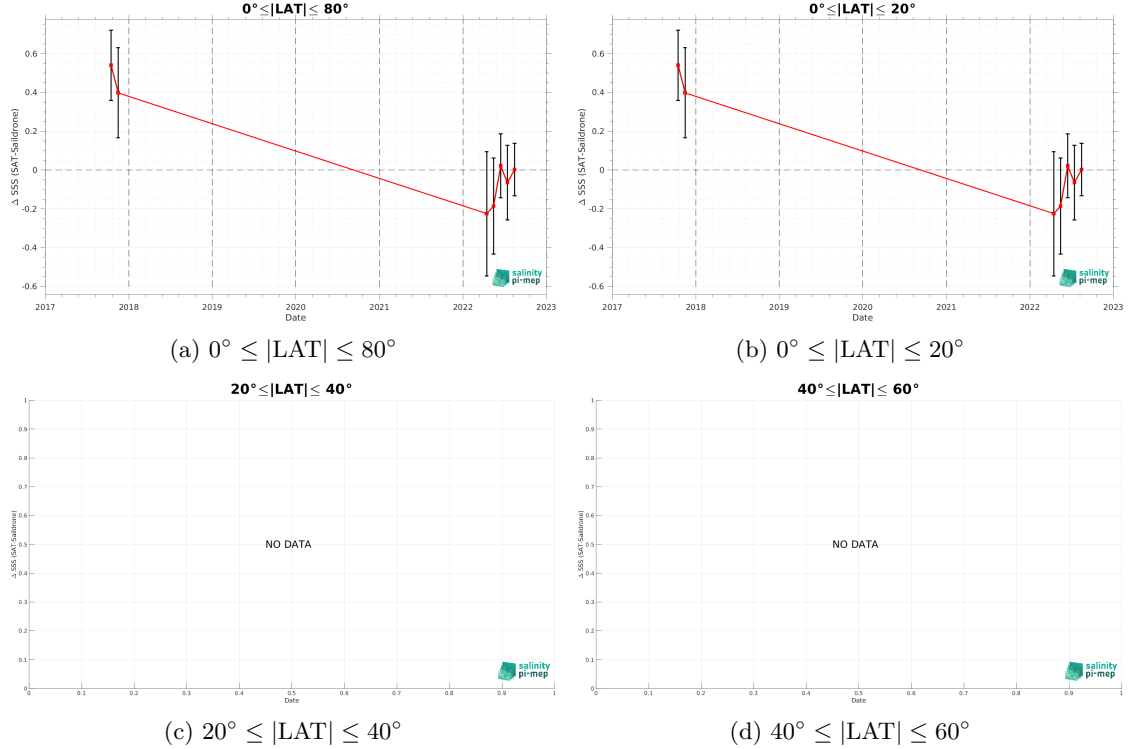 0°≤|LAT|≤ 80°
Δ SSS (SAT-Saildrone)
0.6
0.4
0.2
0
-0.2
-0.4
-0.6
2017 2018 2019 2020 2021 2022 2023
Date
salinity
pi-mep
(a) 0° ≤ |LAT| ≤ 80°
0°≤|LAT|≤ 20°
Δ SSS (SAT-Saildrone)
0.6
0.4
0.2
0
-0.2
-0.4
-0.6
2017 2018 2019 2020 2021 2022 2023
Date
salinity
pi-mep
(b) 0° ≤ |LAT| ≤ 20°
20°≤|LAT|≤ 40°
Δ SSS (SAT-Saildrone)
1
0.9
0.8
0.7
0.6
0.5
0.4
0.3
0.2
0.1
0
NO DATA
0 0.1 0.2 0.3 0.4 0.5 0.6 0.7 0.8 0.9 1
Date
salinity
pi-mep
(c) 20° ≤ |LAT| ≤ 40°
40°≤|LAT|≤ 60°
Δ SSS (SAT-Saildrone)
1
0.9
0.8
0.7
0.6
0.5
0.4
0.3
0.2
0.1
0
NO DATA
0 0.1 0.2 0.3 0.4 0.5 0.6 0.7 0.8 0.9 1
Date
salinity
pi-mep
(d) 40° ≤ |LAT| ≤ 60°